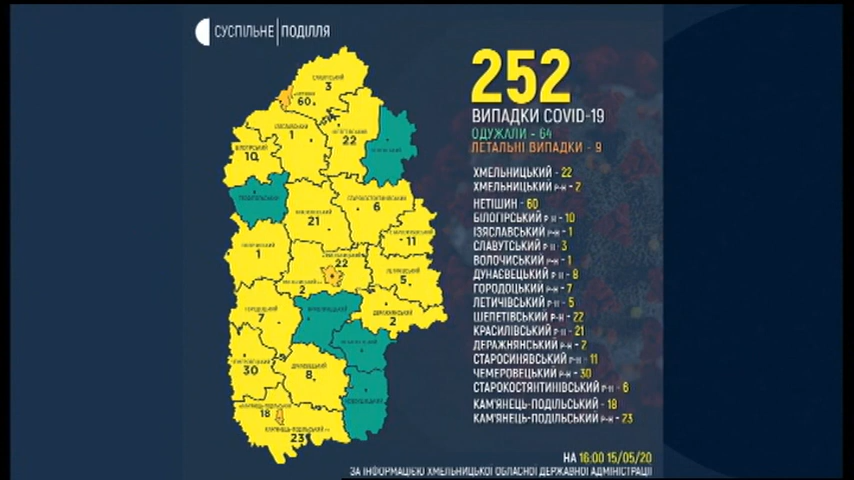 СУСПІЛЬНЕ ПОДІЛЛЯ
252
ВИПАДКИ COVID-19
ОДУЖАЛИ - 64
ЛЕТАЛЬНІ ВИПАДКИ - 9
ХМЕЛЬНИЦЬКИЙ - 22
ХМЕЛЬНИЦЬКИЙ Р-Н - 2
НЕТІШИН - 60
БІЛОГІРСЬКИЙ Р-Н - 10
ІЗЯСЛАВСЬКИЙ Р-Н - 1
СЛАВУТСЬКИЙ Р-Н - 3
ВОЛОЧИСЬКИЙ Р-Н - 1
ДУНАЄВЕЦЬКИЙ Р-Н - 8
ГОРОДОЦЬКИЙ Р-Н - 7
ЛЕТИЧІВСЬКИЙ Р-Н - 5
ШЕПЕТІВСЬКИЙ Р-Н - 22
КРАСИЛІВСЬКИЙ Р-Н - 21
ДЕРАЖНЯНСЬКИЙ Р-Н - 2
СТАРОСИНЯВСЬКИЙ Р-Н - 11
ЧЕМЕРОВЕЦЬКИЙ Р-Н - 30
СТАРОКОСТЯНТИНІВСЬКИЙ Р-Н - 6
КАМ'ЯНЕЦЬ-ПОДІЛЬСЬКИЙ - 18
КАМ'ЯНЕЦЬ-ПОДІЛЬСЬКИЙ Р-Н - 23
НА 16:00 15/05/20
ЗА ІНФОРМАЦІЄЮ ХМЕЛЬНИЦЬКОЇ ОБЛАСНОЇ ДЕРЖАВНОЇ АДМІНІСТРАЦІЇ
3
60
1
22
10
6
21
11
1
22
5
2
7
ДЕРАЖНЯНСЬКИЙ
2
30
8
18
23